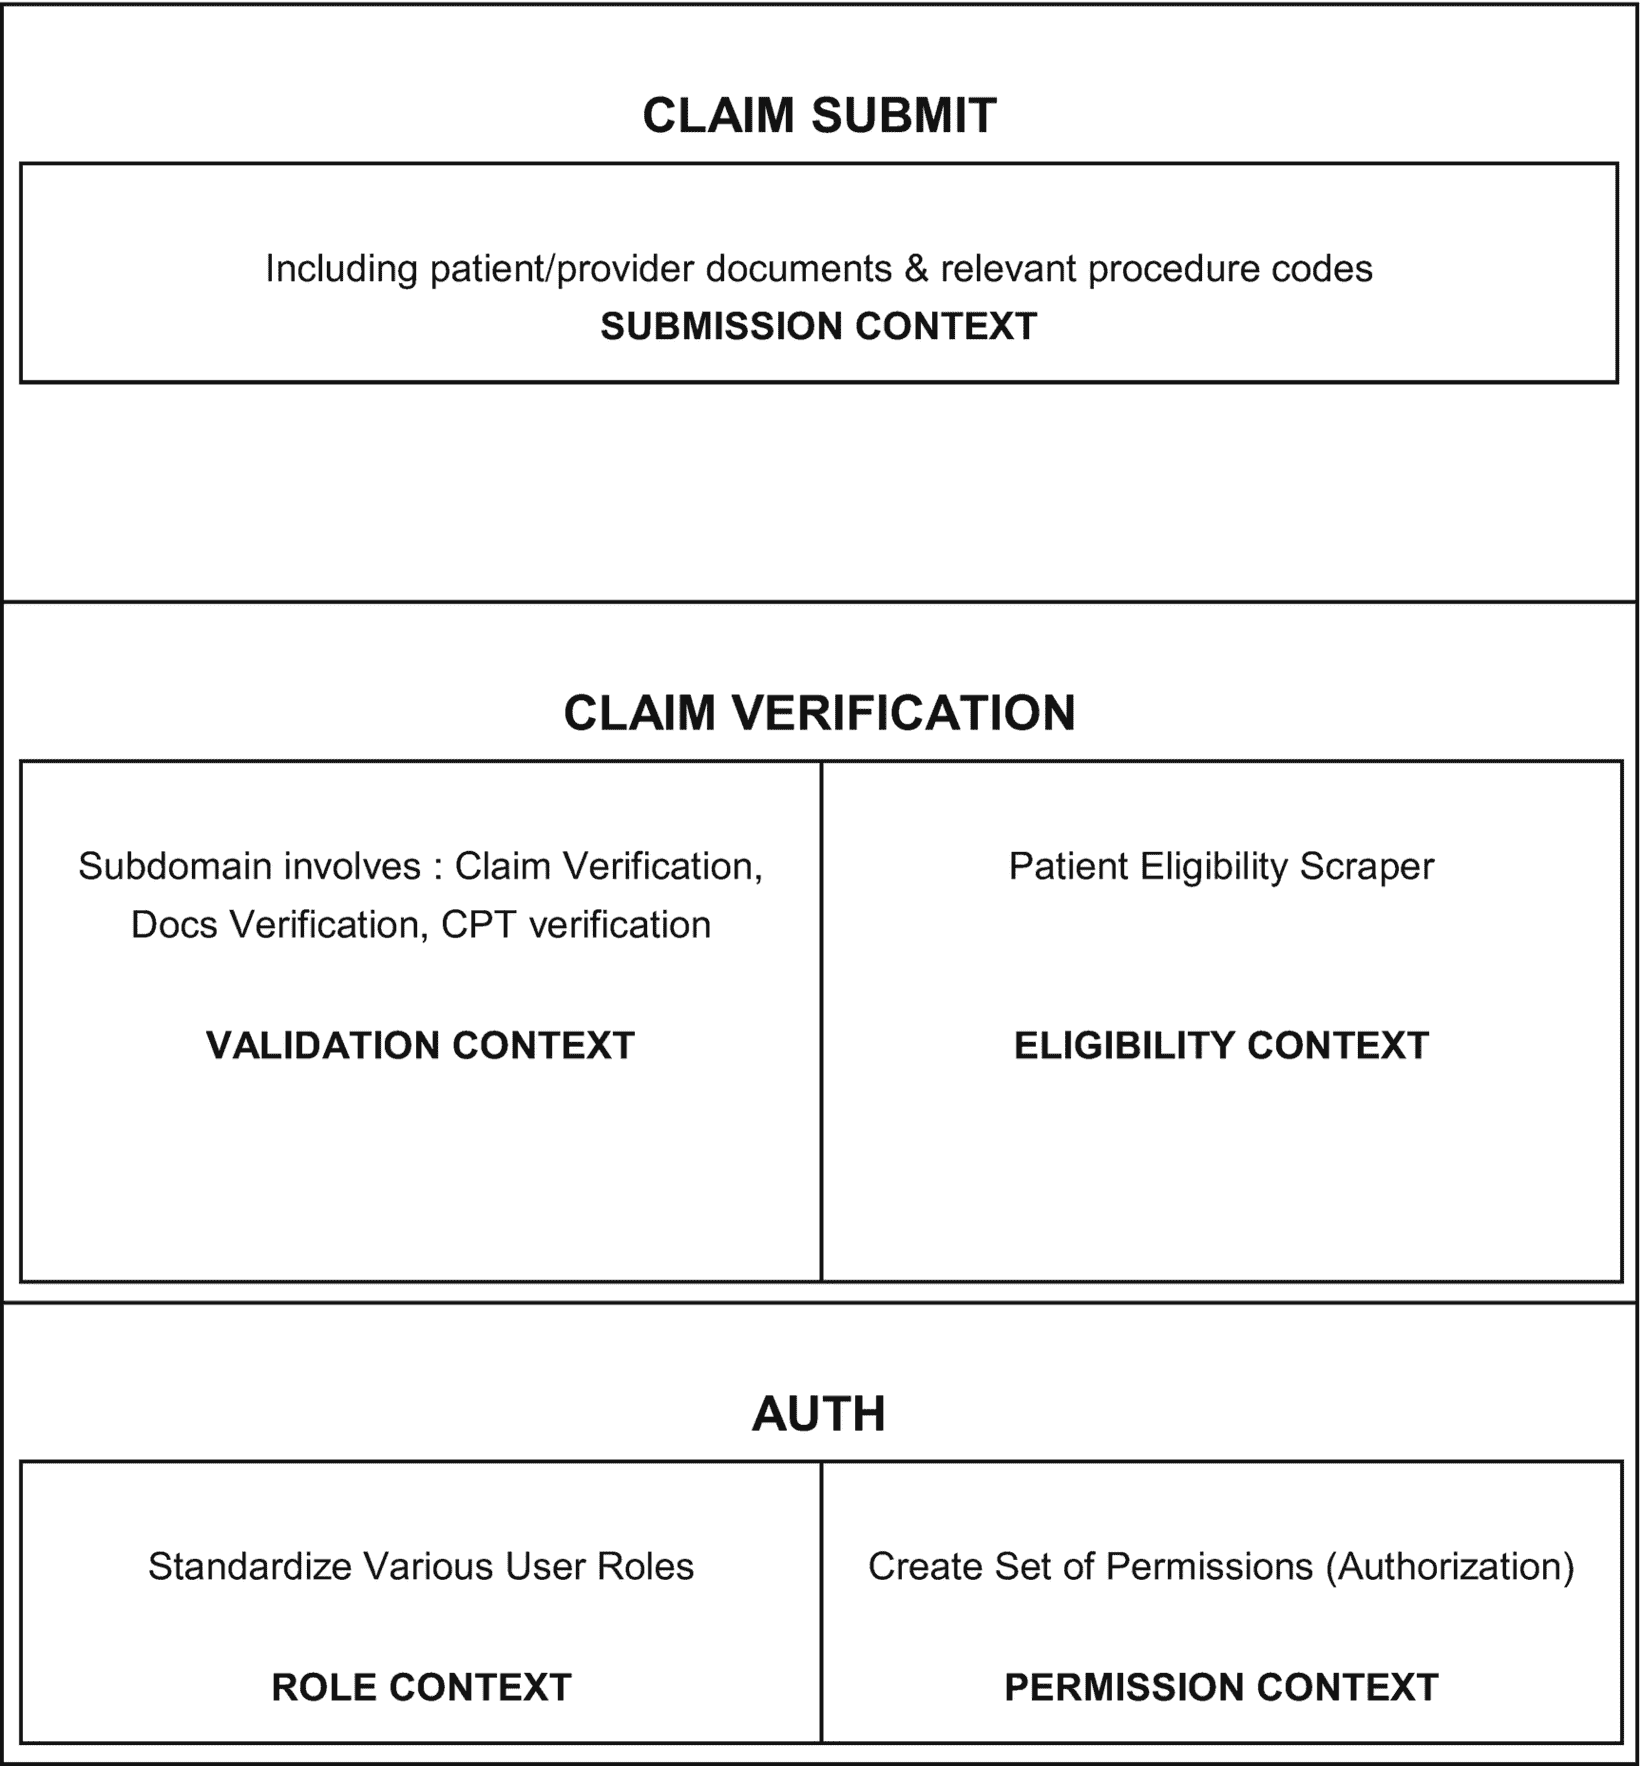 CLAIM SUBMIT
Including patient/provider documents & relevant procedure codes
SUBMISSION CONTEXT
CLAIM VERIFICATION
Subdomain involves : Claim Verification,
Docs Verification, CPT verification
VALIDATION CONTEXT
Patient Eligibility Scraper
ELIGIBILITY CONTEXT
AUTH
Standardize Various User Roles
ROLE CONTEXT
Create Set of Permissions (Authorization)
PERMISSION CONTEXT